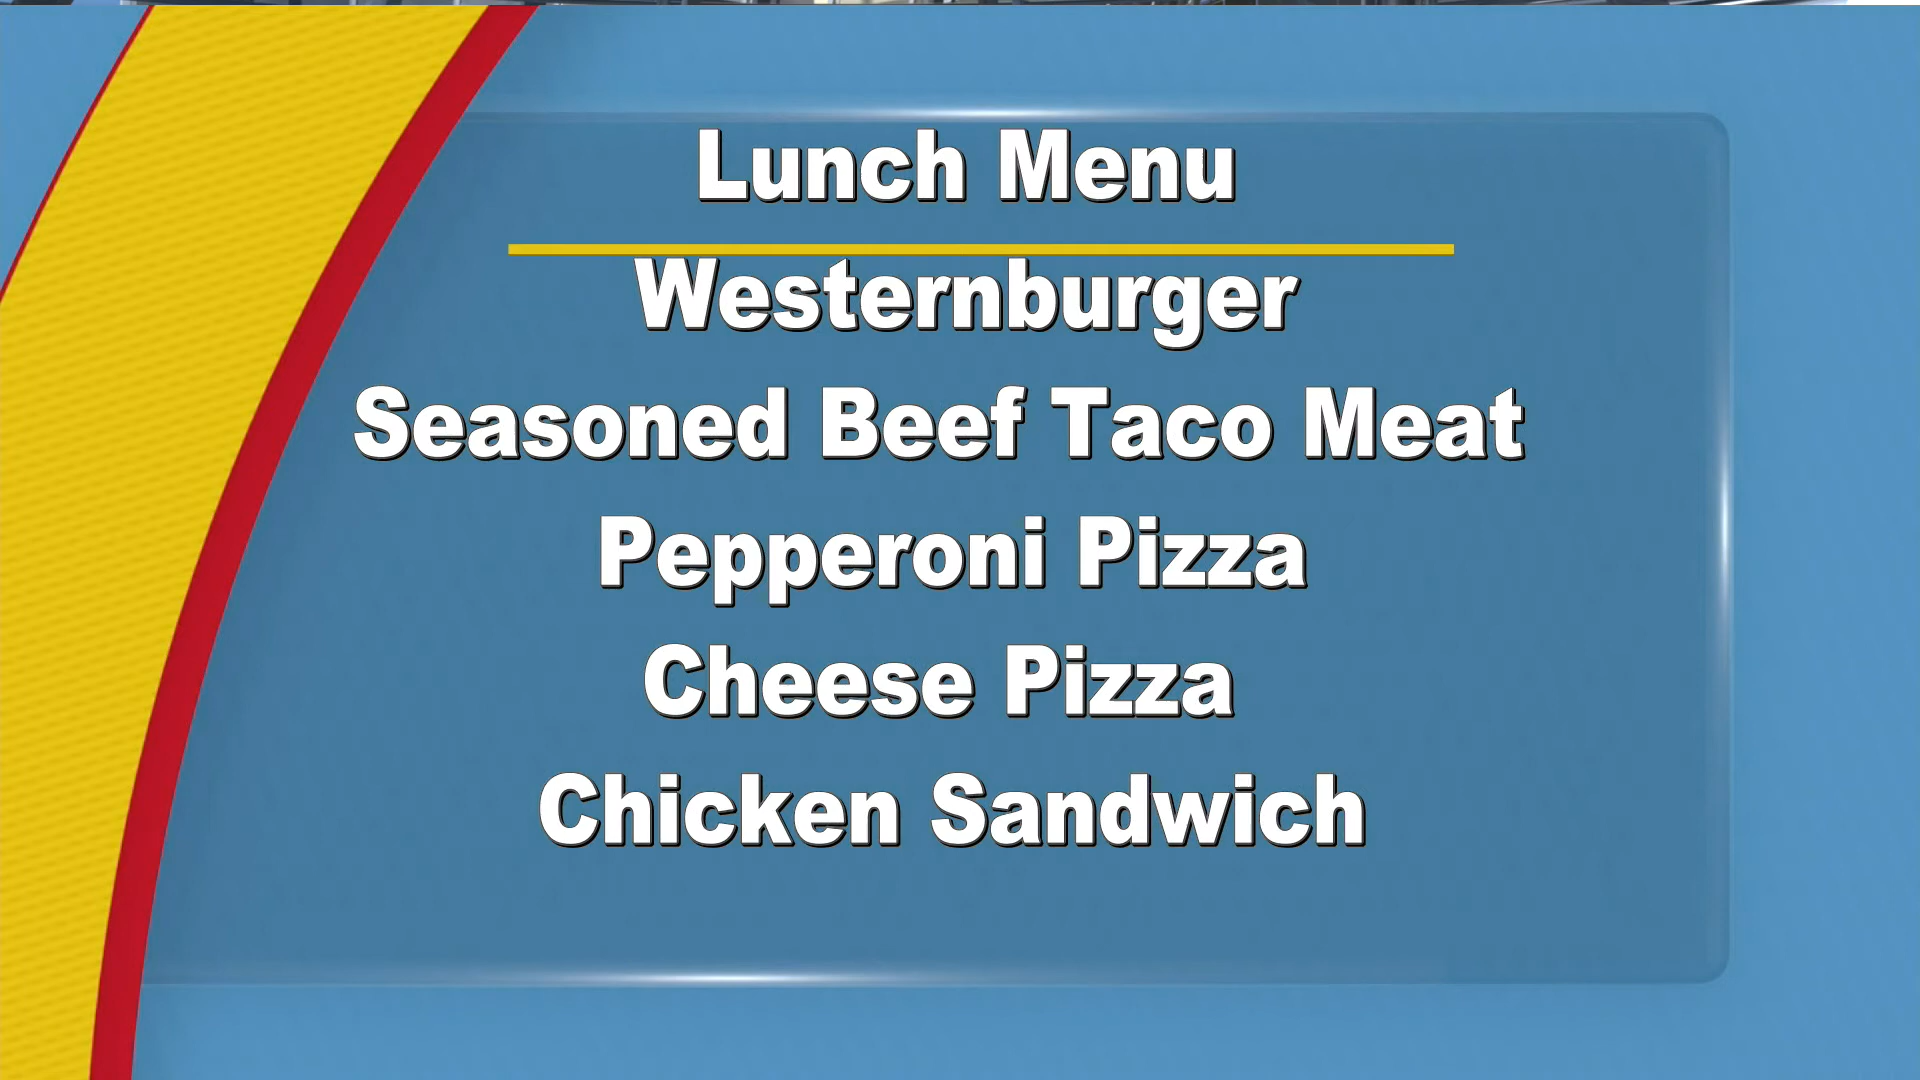 Lunch Menu
Westernburger
Seasoned Beef Taco Meat
Pepperoni Pizza
Cheese Pizza
Chicken Sandwich